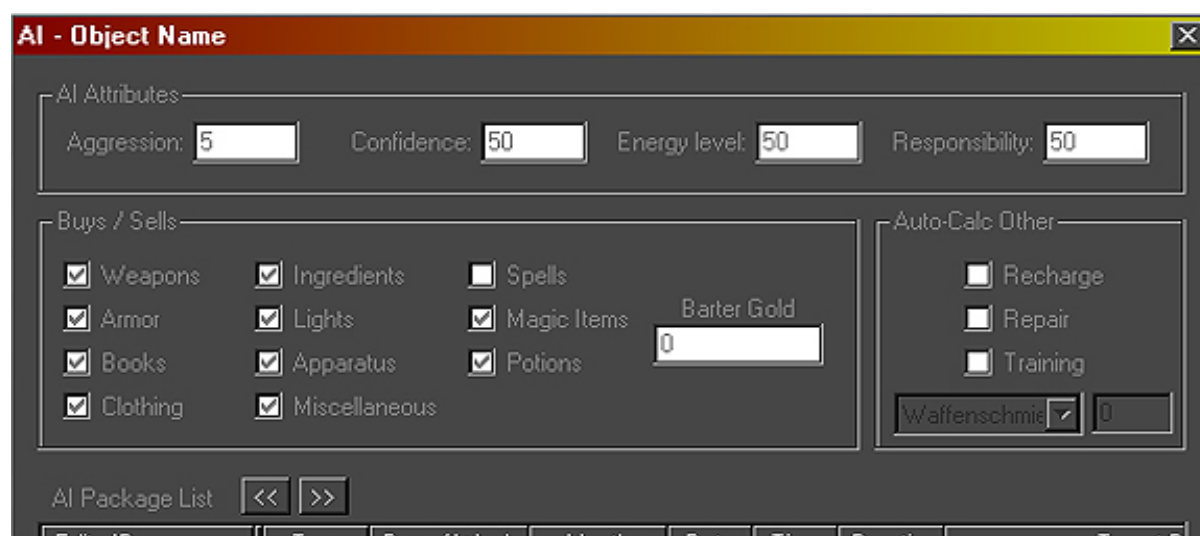 AI - Object Name
AI Attributes
Aggression: 5 Confidence: 50 Energy level: 50 Responsibility: 50
Buys / Sells
Auto-Calc Other
Weapons Ingredients Spells Recharge
Armor Lights Magic Items Barter Gold Repair
Books Apparatus Potions 0 Training
Clothing Miscellaneous Waffenschmie 0
AI Package List << >>